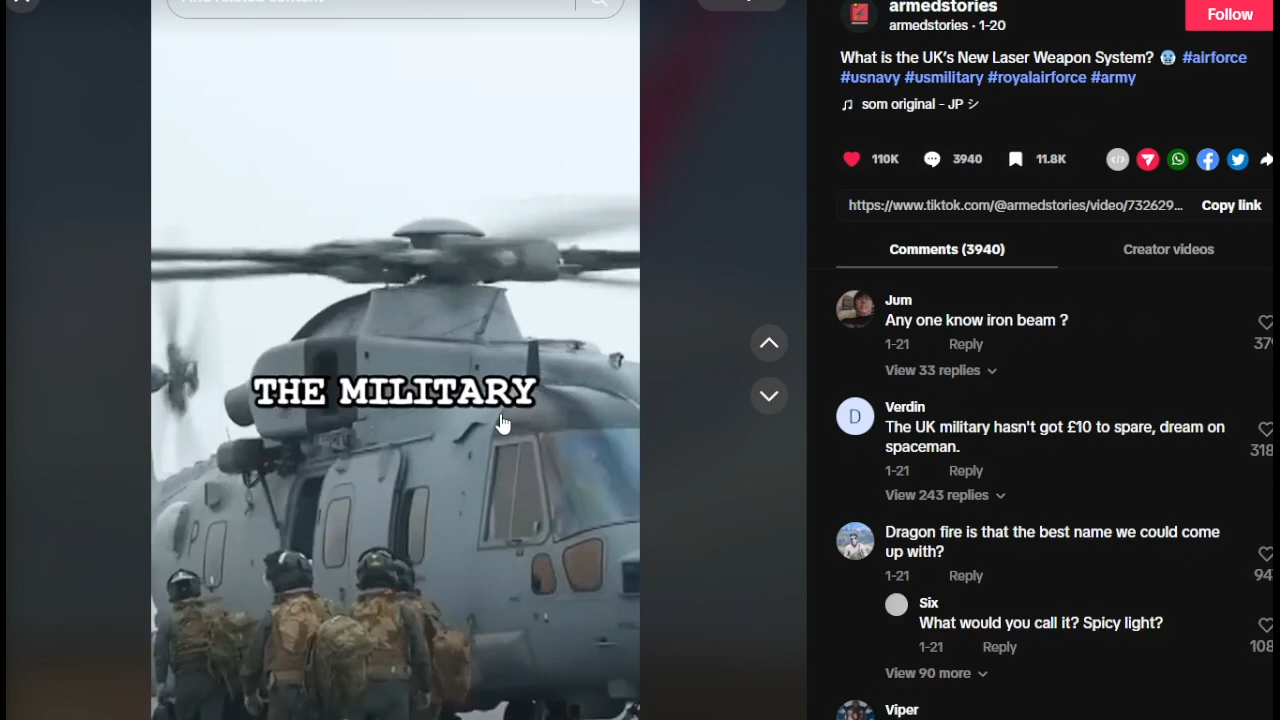 armedstories
armedstories · 1-20
Follow
What is the UK's New Laser Weapon System? 🥶 #airforce
#usnavy #usmilitary #royalairforce #army
♫ som original - JP シ
110K
3940
11.8K
https://www.tiktok.com/@armedstories/video/732629...
Copy link
Comments (3940)
Creator videos
THE MILITARY
Jum
Any one know iron beam ?
1-21 Reply
View 33 replies
D
Verdin
The UK military hasn't got £10 to spare, dream on
spaceman.
318
1-21 Reply
View 243 replies
Dragon fire is that the best name we could come
up with?
1-21 Reply
Six
What would you call it? Spicy light?
108
1-21 Reply
View 90 more
Viper